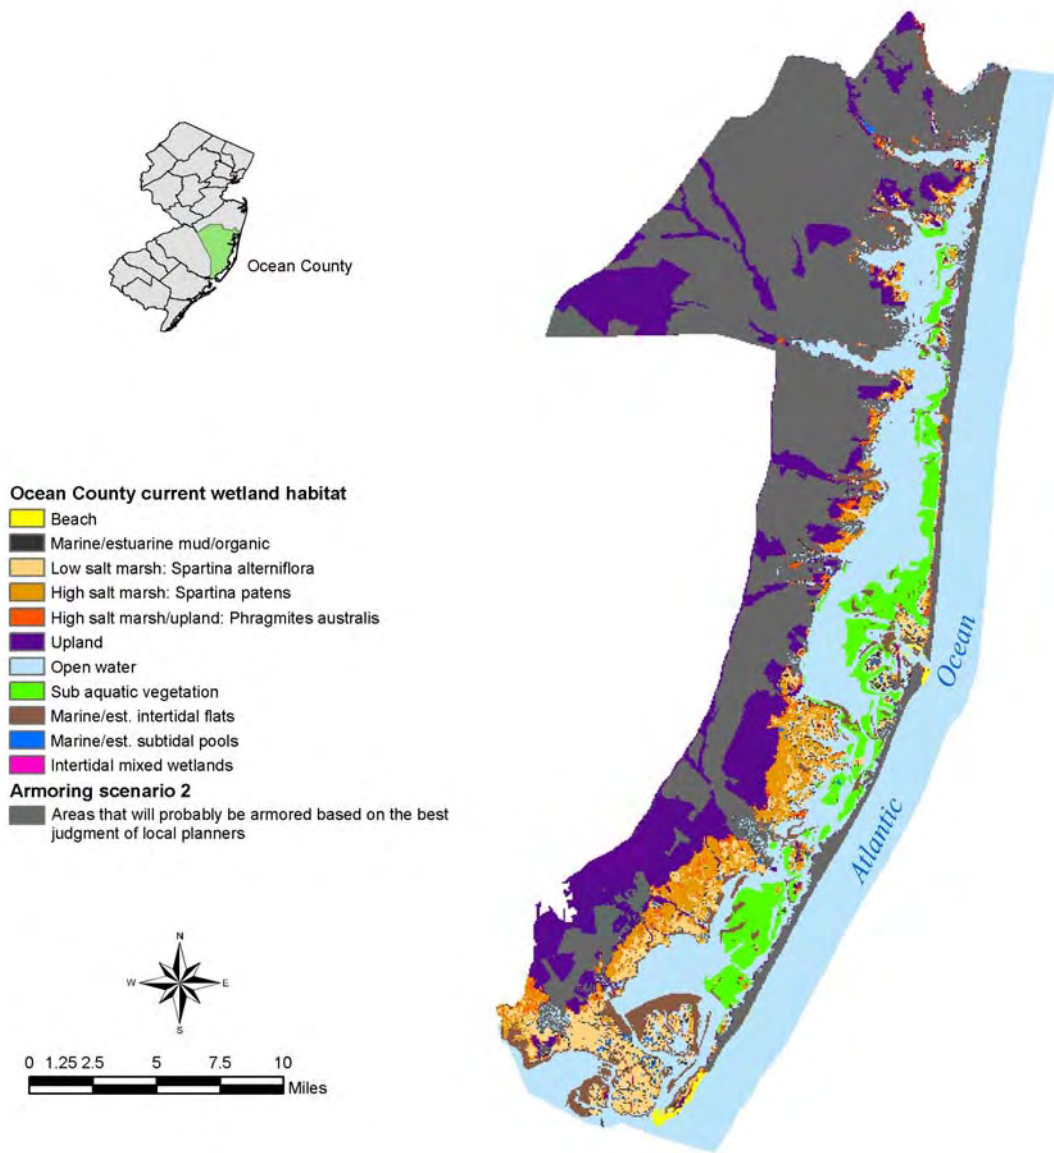 Ocean County
Ocean County current wetland habitat
Beach
Marine/estuarine mud/organic
Low salt marsh: Spartina alterniflora
High salt marsh: Spartina patens
High salt marsh/upland: Phragmites australis
Upland
Open water
Sub aquatic vegetation
Marine/est. intertidal flats
Marine/est. subtidal pools
Intertidal mixed wetlands
Armoring scenario 2
Areas that will probably be armored based on the best
judgment of local planners
N
W E
S
0 1.25 2.5 5 7.5 10
Miles
Atlantic Ocean